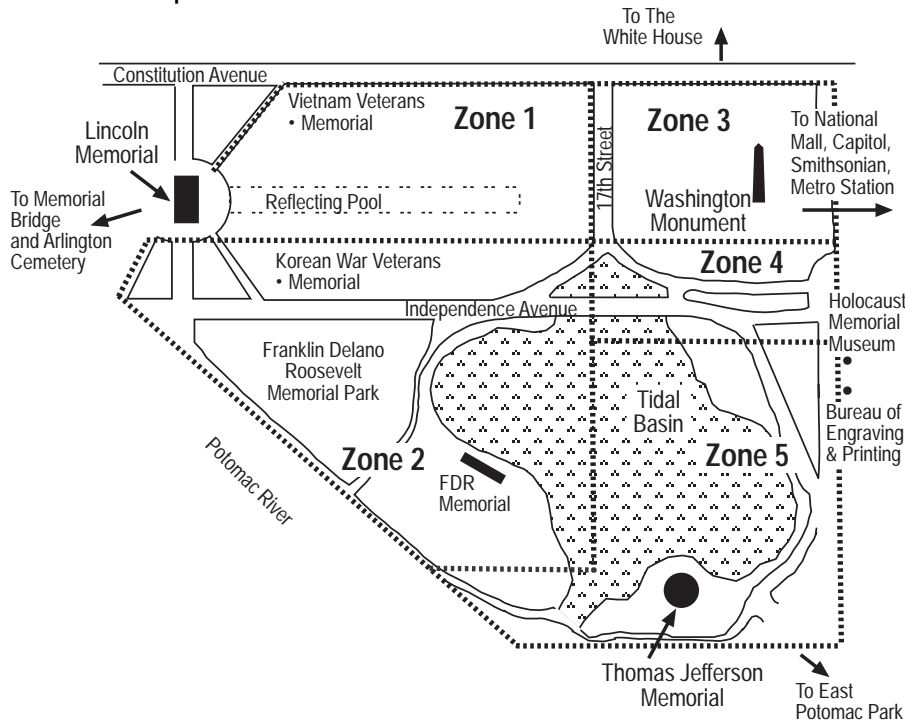 To The
White House
Constitution Avenue
Vietnam Veterans
• Memorial
Zone 1
Zone 3
To National
Mall, Capitol,
Smithsonian,
Metro Station
Lincoln
Memorial
17th Street
To Memorial
Bridge
and Arlington
Cemetery
Reflecting Pool
Washington
Monument
Korean War Veterans
• Memorial
Zone 4
Independence Avenue
Holocaust
Memorial
Museum
Franklin Delano
Roosevelt
Memorial Park
Tidal
Basin
Bureau of
Engraving
& Printing
Potomac River
Zone 2
FDR
Memorial
Zone 5
Thomas Jefferson
Memorial
To East
Potomac Park